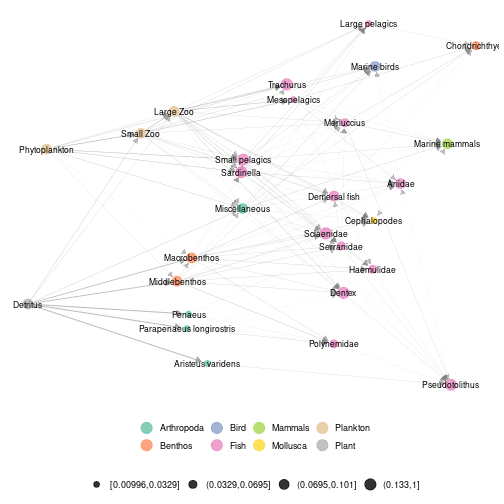 Large pelagics
Chondrichthye
Marine birds
Trachurus
Mesopelagics
Large Zoo
Merluccius
Small Zoo
Marine mammals
Phytoplankton
Small pelagics
Sardinella
Ariidae
Demersal fish
Miscellaneous
Cephalopodes
Sciaenidae
Serranidae
Macrobenthos
Haemulidae
Middlebenthos
Dentex
Detritus
Penaeus
Parapenaeus longirostris
Polynemidae
Aristeus varidens
Pseudotolithus
Arthropoda Bird Mammals Plankton
Benthos Fish Mollusca Plant
[0.00996,0.0329] (0.0329,0.0695] (0.0695,0.101] (0.133,1]